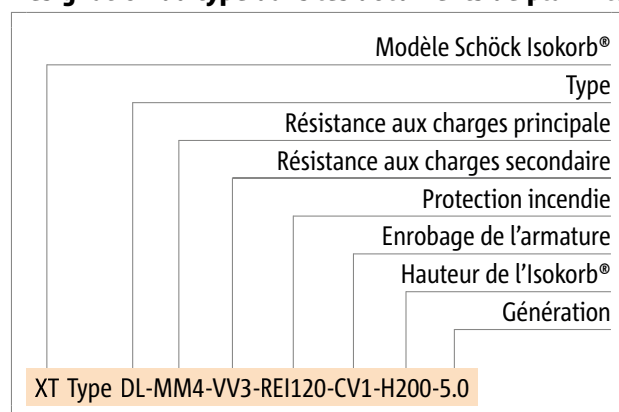 Modèle Schöck Isokorb®
Type
Résistance aux charges principale
Résistance aux charges secondaire
Protection incendie
Enrobage de l’armature
Hauteur de l’Isokorb®
Génération
XT Type DL-MM4-VV3-REI120-CV1-H200-5.0